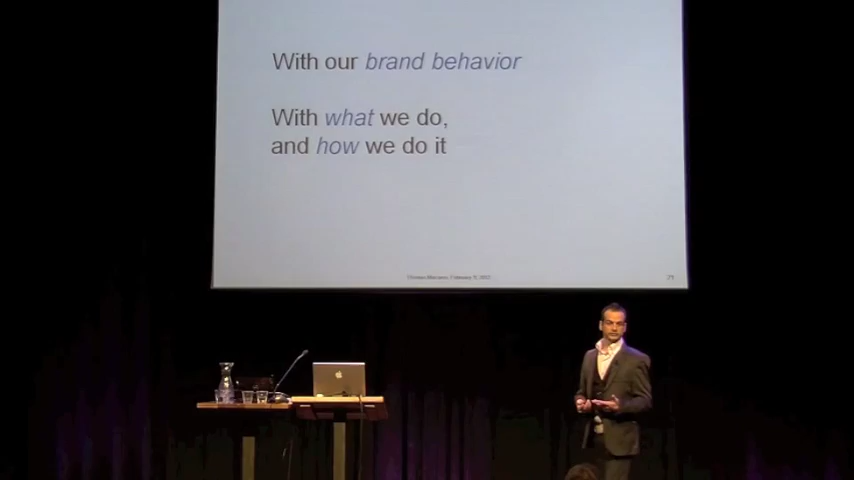 With our brand behavior
With what we do,
and how we do it